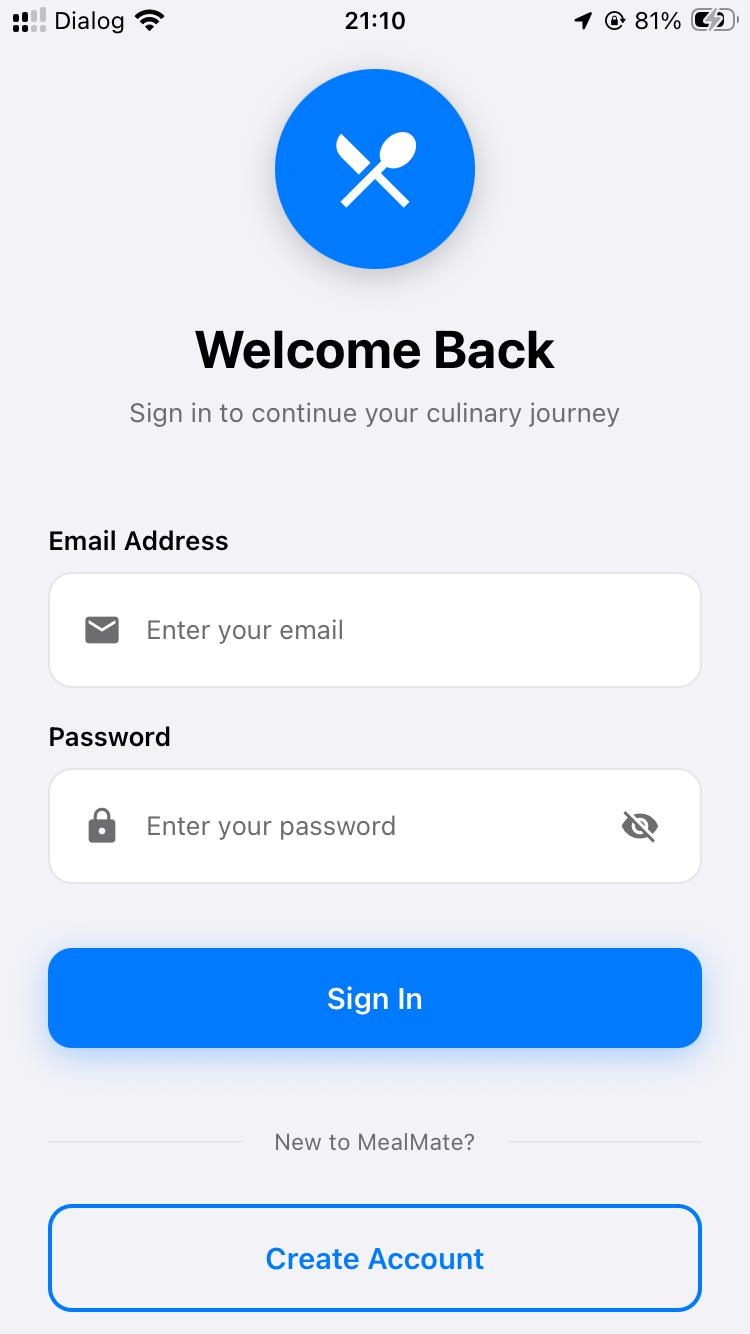 Dialog 21:10 81%
Welcome Back
Sign in to continue your culinary journey
Email Address
Enter your email
Password
Enter your password
Sign In
New to MealMate?
Create Account